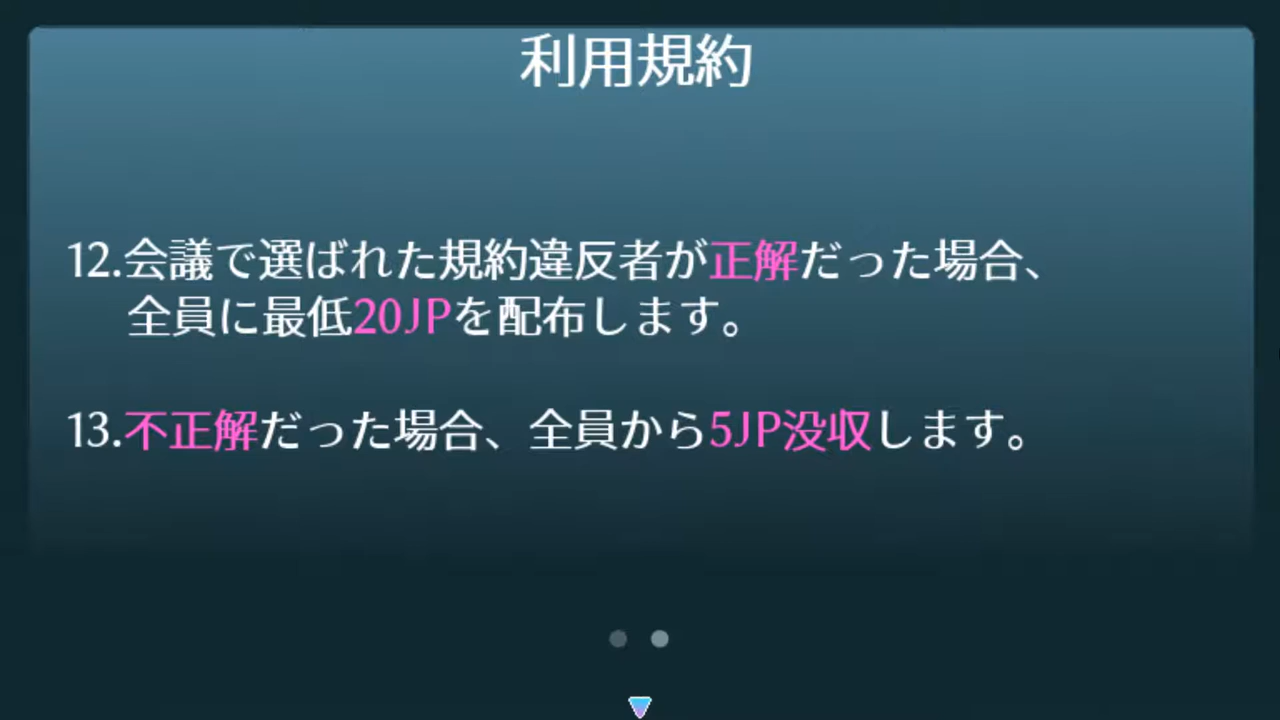 利用規約
12.会議で選ばれた規約違反者が正解だった場合、
全員に最低20JPを配布します。
13.不正解だった場合、全員から5JP没収します。